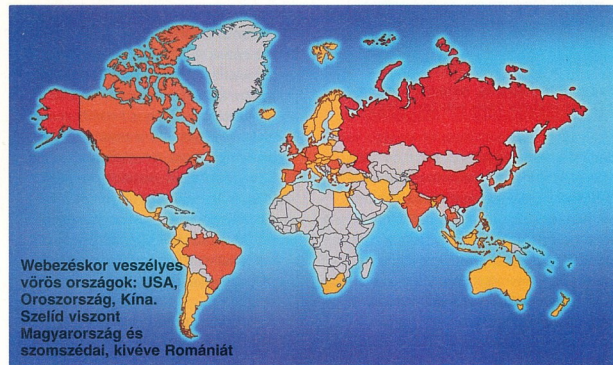 Webezéskor veszélyes
vörös országok: USA,
Oroszország, Kína.
Szelíd viszont
Magyarország és
szomszédai, kivéve Romániát